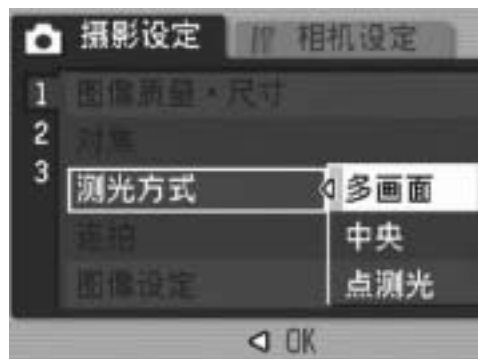 摄影设定 相机设定
1 图像质量·尺寸
2 对焦
3 测光方式 多画面
连拍 中央
图像设定 点测光
OK